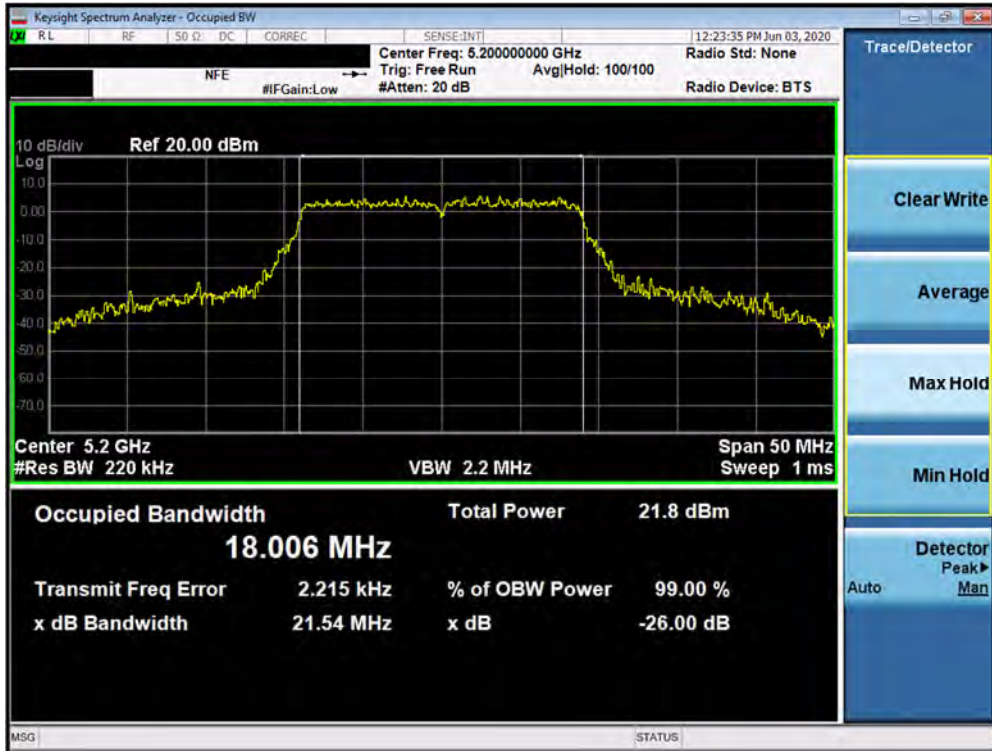 Keysight Spectrum Analyzer - Occupied BW
LXI RL RF 50 Ω DC CORREC SENSE:INT 12:23:35 PM Jun 03, 2020
Center Freq: 5.200000000 GHz Radio Std: None
NFE Trig: Free Run Avg|Hold: 100/100
#IFGain:Low #Atten: 20 dB Radio Device: BTS
Trace/Detector
10 dB/div Ref 20.00 dBm
Log
10.0
0.00
-10.0
-20.0
-30.0
-40.0
-50.0
-60.0
-70.0
Center 5.2 GHz Span 50 MHz
#Res BW 220 kHz VBW 2.2 MHz Sweep 1 ms
Occupied Bandwidth Total Power 21.8 dBm
18.006 MHz
Transmit Freq Error 2.215 kHz % of OBW Power 99.00 %
x dB Bandwidth 21.54 MHz x dB -26.00 dB
Clear Write
Average
Max Hold
Min Hold
Detector
Peak▶
Auto Man
MSG STATUS